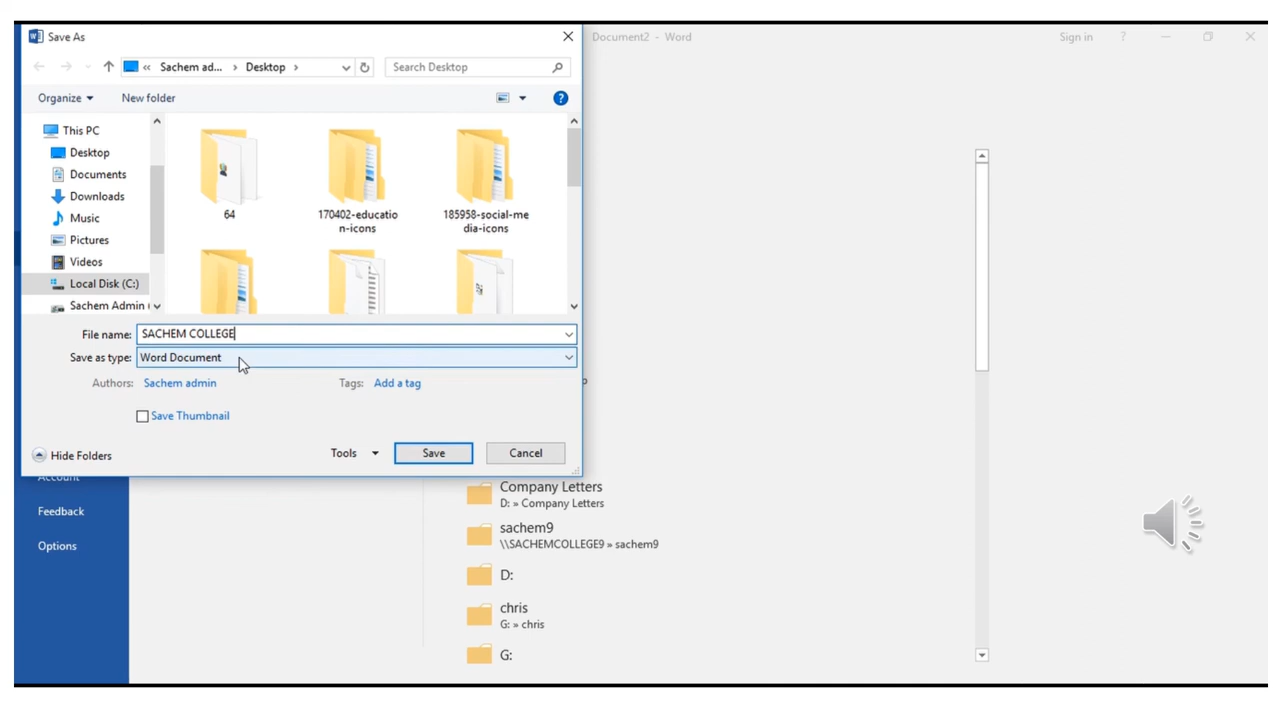 Save As
Document2 - Word
Sign in
?
« Sachem ad... > Desktop >
Search Desktop
Organize
New folder
?
This PC
Desktop
Documents
Downloads
Music
Pictures
Videos
Local Disk (C:)
Sachem Admin
64
170402-educatio
n-icons
185958-social-me
dia-icons
File name: SACHEM COLLEGE
Save as type: Word Document
Authors: Sachem admin
Tags: Add a tag
Save Thumbnail
Hide Folders
Tools
Save
Cancel
Account
Feedback
Options
Company Letters
D: » Company Letters
sachem9
\\SACHEMCOLLEGE9 » sachem9
D:
chris
G: » chris
G: